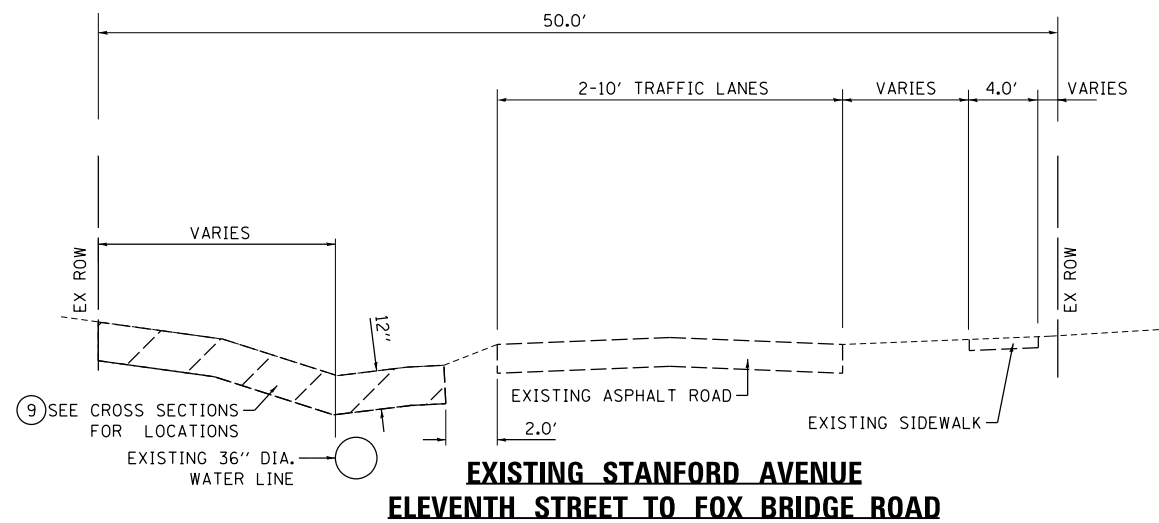 50.0'
2-10' TRAFFIC LANES
VARIES
4.0'
VARIES
VARIES
EX ROW
EX ROW
12"
9 SEE CROSS SECTIONS
FOR LOCATIONS
EXISTING ASPHALT ROAD
EXISTING SIDEWALK
2.0'
EXISTING 36" DIA.
WATER LINE
EXISTING STANFORD AVENUE
ELEVENTH STREET TO FOX BRIDGE ROAD